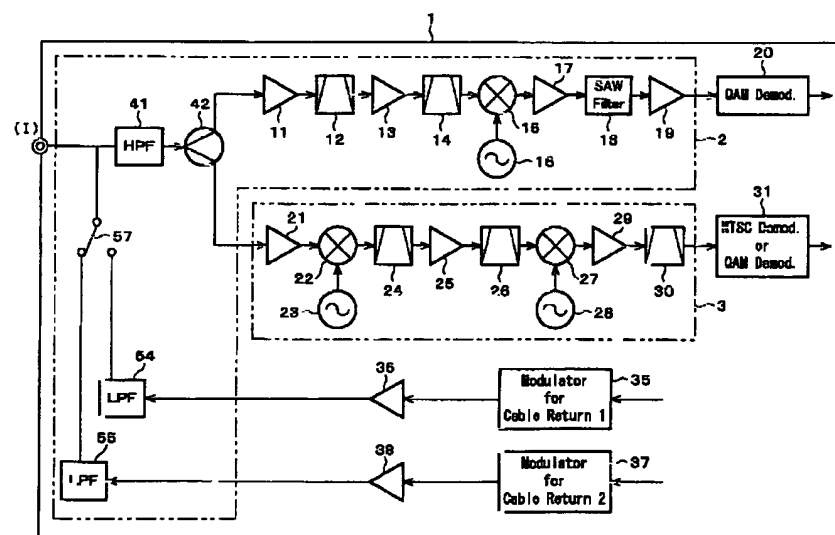 1
(I)
41
HPF
42
11
12
13
14
15
16
17
SAW
Filter
18
19
20
QAM Demod.
2
21
22
23
24
25
26
27
28
29
30
31
NTSC Demod.
or
QAM Demod.
3
57
54
LPF
36
Modulator
for
Cable Return 1
35
55
LPF
38
Modulator
for
Cable Return 2
37